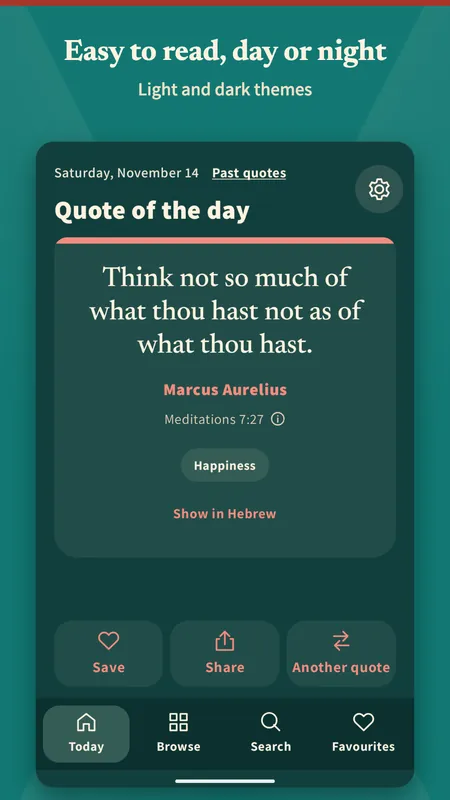 Easy to read, day or night
Light and dark themes
Saturday, November 14 Past quotes
Quote of the day
Think not so much of
what thou hast not as of
what thou hast.
Marcus Aurelius
Meditations 7:27
Happiness
Show in Hebrew
Save Share Another quote
Today Browse Search Favourites